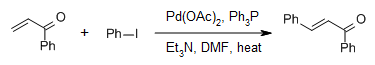 O
Ph
+
Ph–I
Pd(OAc)₂, Ph₃P
Et₃N, DMF, heat
Ph
O
Ph